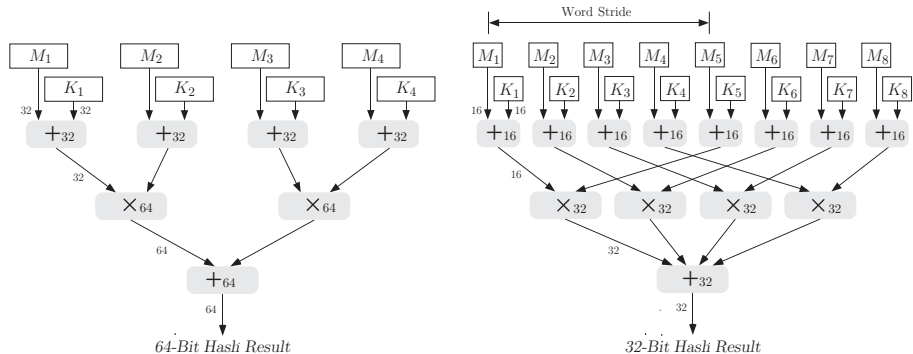 Word Stride
M1 M2 M3 M4 M1 M2 M3 M4 M5 M6 M7 M8
K1 K2 K3 K4 K1 K2 K3 K4 K5 K6 K7 K8
32 32 16 16
+32 +32 +32 +32 +16 +16 +16 +16 +16 +16 +16 +16
32 16
×64 ×64 ×32 ×32 ×32 ×32
64 32
+64 +32
64 32
64-Bit Hash Result 32-Bit Hash Result